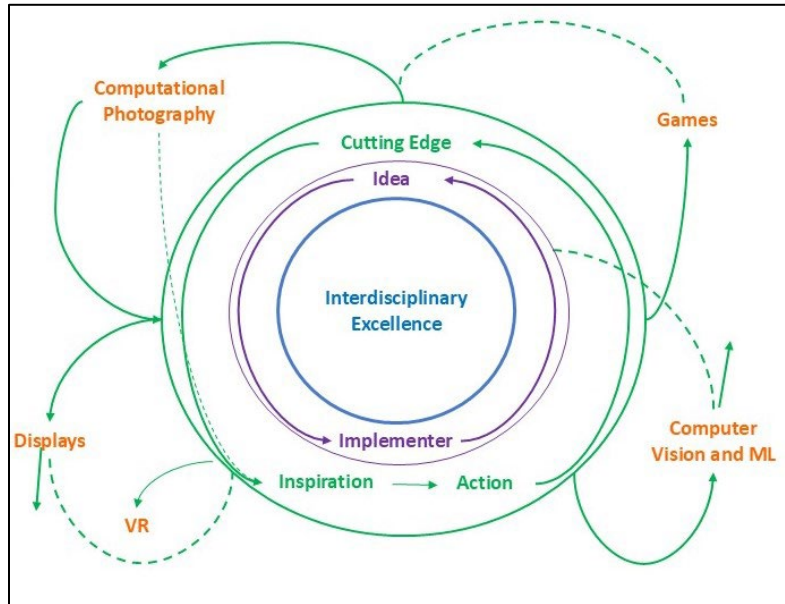 Computational
Photography
Games
Cutting Edge
Idea
Interdisciplinary
Excellence
Displays
Implementer
Computer
Vision and ML
Inspiration
Action
VR